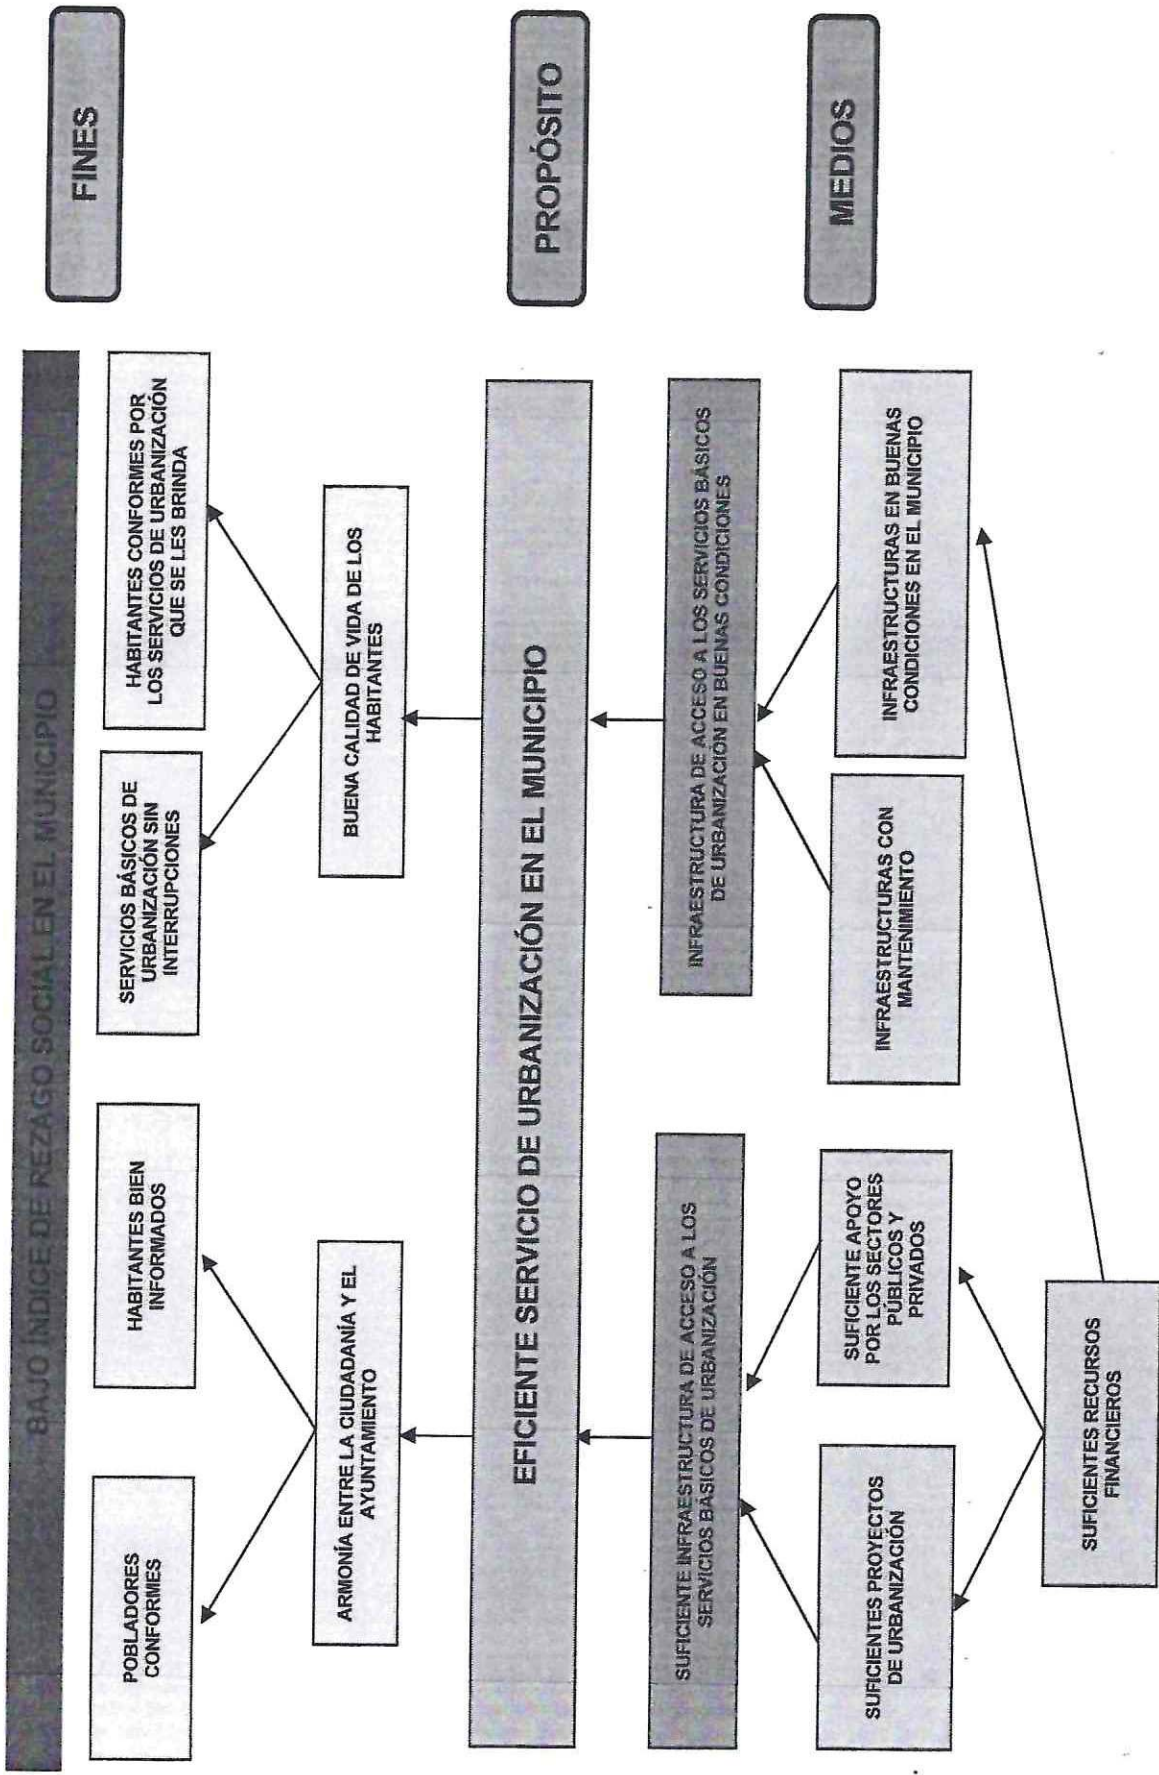 BAJO ÍNDICE DE REZAGO SOCIAL EN EL MUNICIPIO
FINES
POBLADORES
CONFORMES
HABITANTES BIEN
INFORMADOS
SERVICIOS BÁSICOS DE
URBANIZACIÓN SIN
INTERRUPCIONES
HABITANTES CONFORMES POR
LOS SERVICIOS DE URBANIZACIÓN
QUE SE LES BRINDA
ARMONÍA ENTRE LA CIUDADANÍA Y EL
AYUNTAMIENTO
BUENA CALIDAD DE VIDA DE LOS
HABITANTES
EFICIENTE SERVICIO DE URBANIZACIÓN EN EL MUNICIPIO
PROPÓSITO
SUFICIENTE INFRAESTRUCTURA DE ACCESO A LOS
SERVICIOS BÁSICOS DE URBANIZACIÓN
INFRAESTRUCTURA DE ACCESO A LOS SERVICIOS BÁSICOS
DE URBANIZACIÓN EN BUENAS CONDICIONES
MEDIOS
SUFICIENTES PROYECTOS
DE URBANIZACIÓN
SUFICIENTE APOYO
POR LOS SECTORES
PÚBLICOS Y
PRIVADOS
INFRAESTRUCTURAS CON
MANTENIMIENTO
INFRAESTRUCTURAS EN BUENAS
CONDICIONES EN EL MUNICIPIO
SUFICIENTES RECURSOS
FINANCIEROS